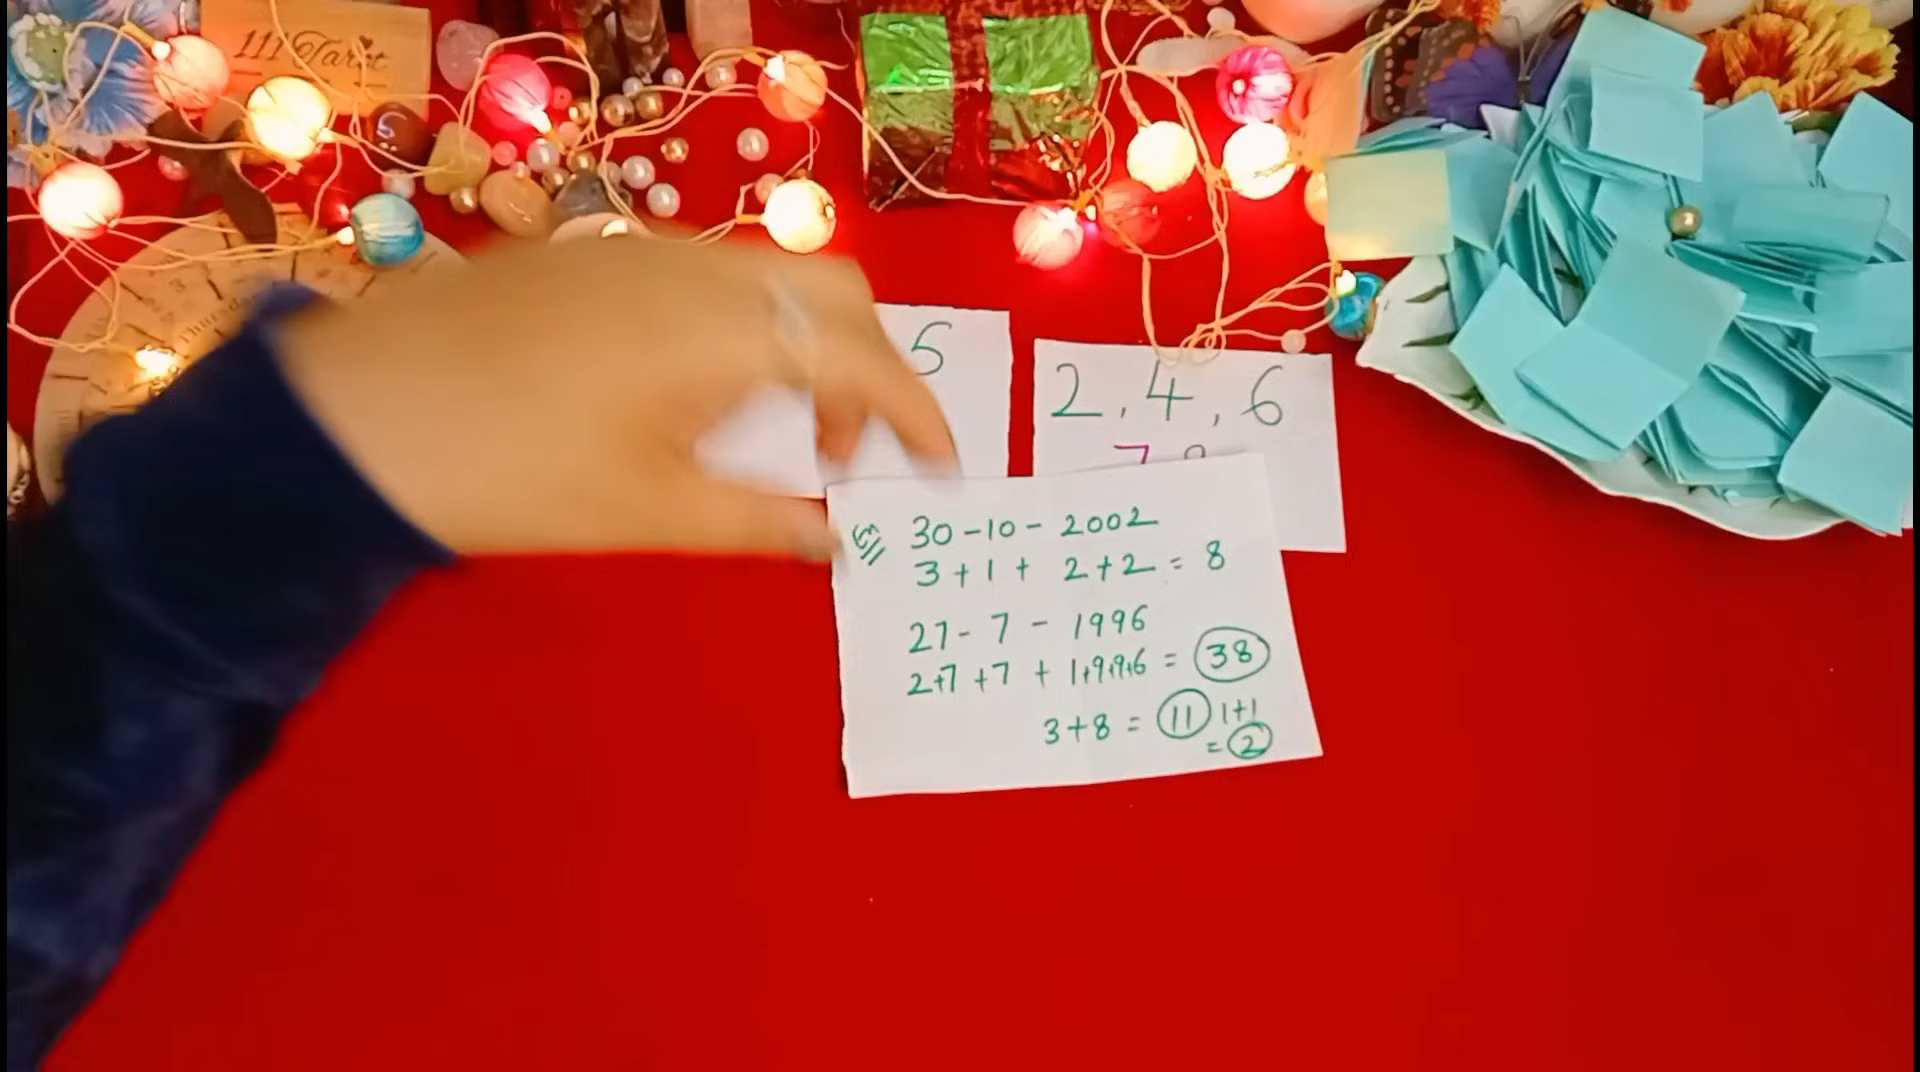 111 Tarot
5
2, 4, 6
30-10-2002
3+1+ 2+2 = 8
27-7-1996
2+7+7 + 1+9+9+6 = 38
3+8 = 11 1+1
= 2